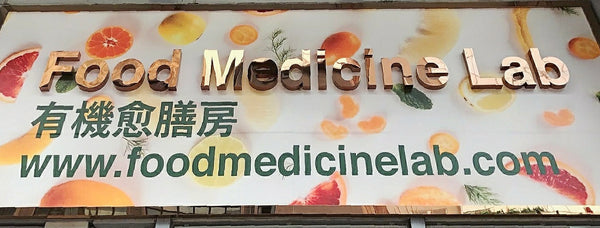 Food Medicine Lab
有機愈膳房
www.foodmedicinelab.com